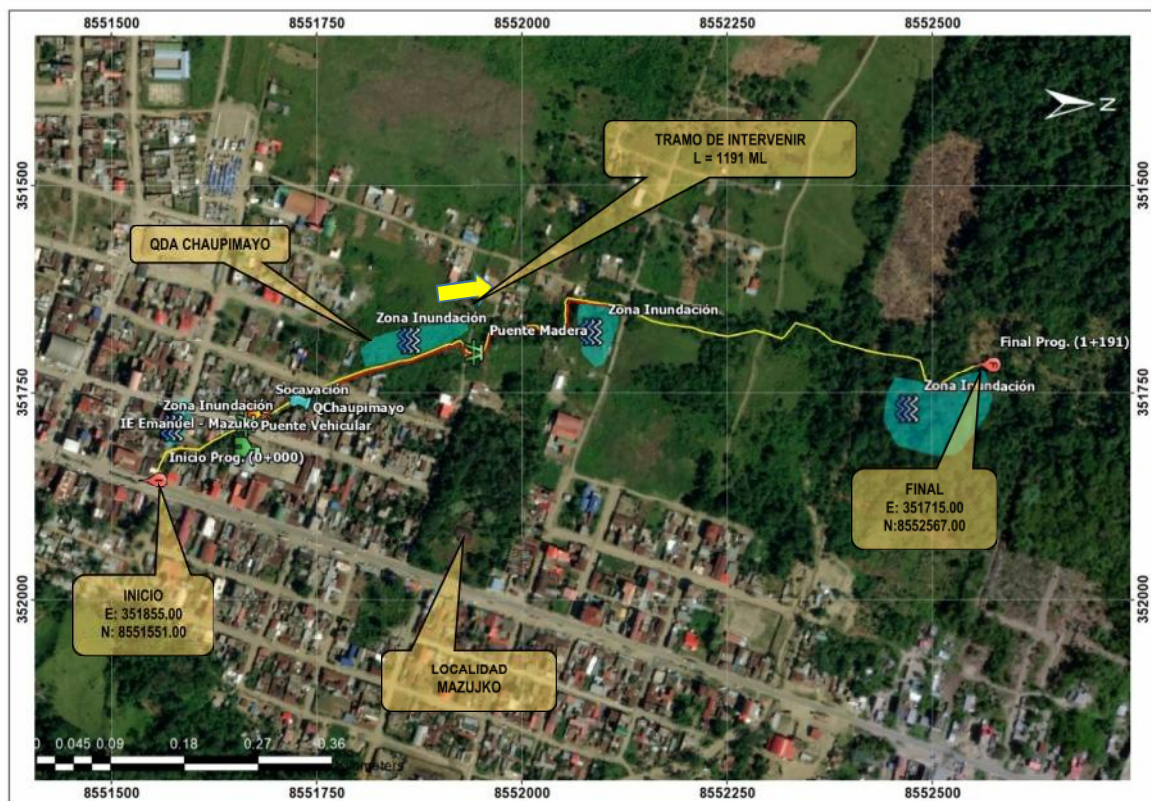 8551500 8551750 8552000 8552250 8552500
N
TRAMO DE INTERVENIR
L = 1191 ML
351500
351500
QDA CHAUPIMAYO
Zona Inundación
Zona Inundación
Puente Madera
Final Prog. (1+191)
351750
351750
Socavación
Zona Inundación
QChaupimayo
Zona Inundación
IE Emanuel - Mazuko
Puente Vehicular
Inicio Prog. (0+000)
FINAL
E: 351715.00
N:8552567.00
INICIO
E: 351855.00
N: 8551551.00
352000
352000
LOCALIDAD
MAZUJKO
0 0.045 0.09 0.18 0.27 0.36
8551500 8551750 8552000 8552250 8552500